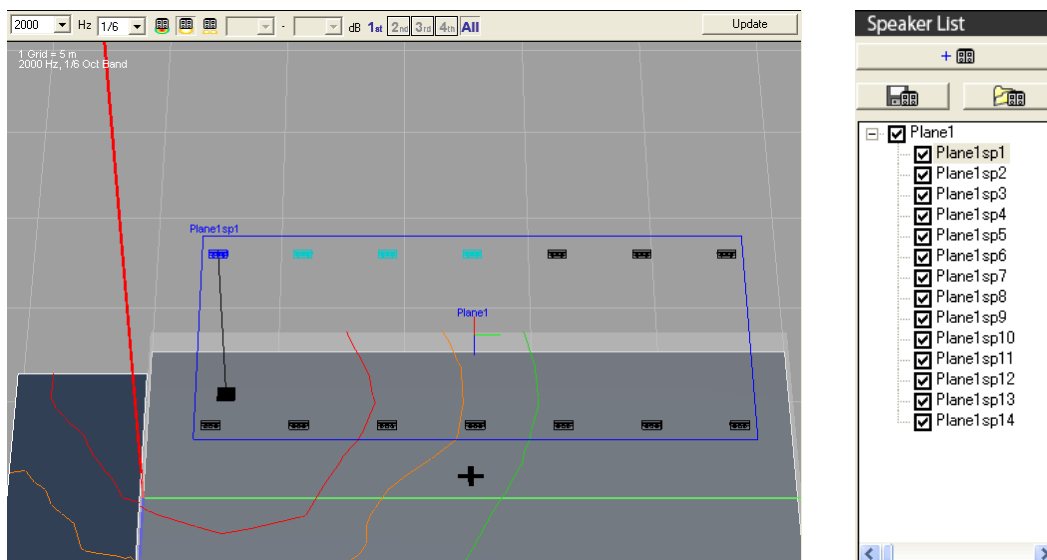 2000 Hz 1/6 - dB 1st 2nd 3rd 4th All Update
1 Grid = 5 m
2000 Hz, 1/6 Oct Band
Plane1sp1
Plane1
Speaker List
+
Plane1
Plane1sp1
Plane1sp2
Plane1sp3
Plane1sp4
Plane1sp5
Plane1sp6
Plane1sp7
Plane1sp8
Plane1sp9
Plane1sp10
Plane1sp11
Plane1sp12
Plane1sp13
Plane1sp14